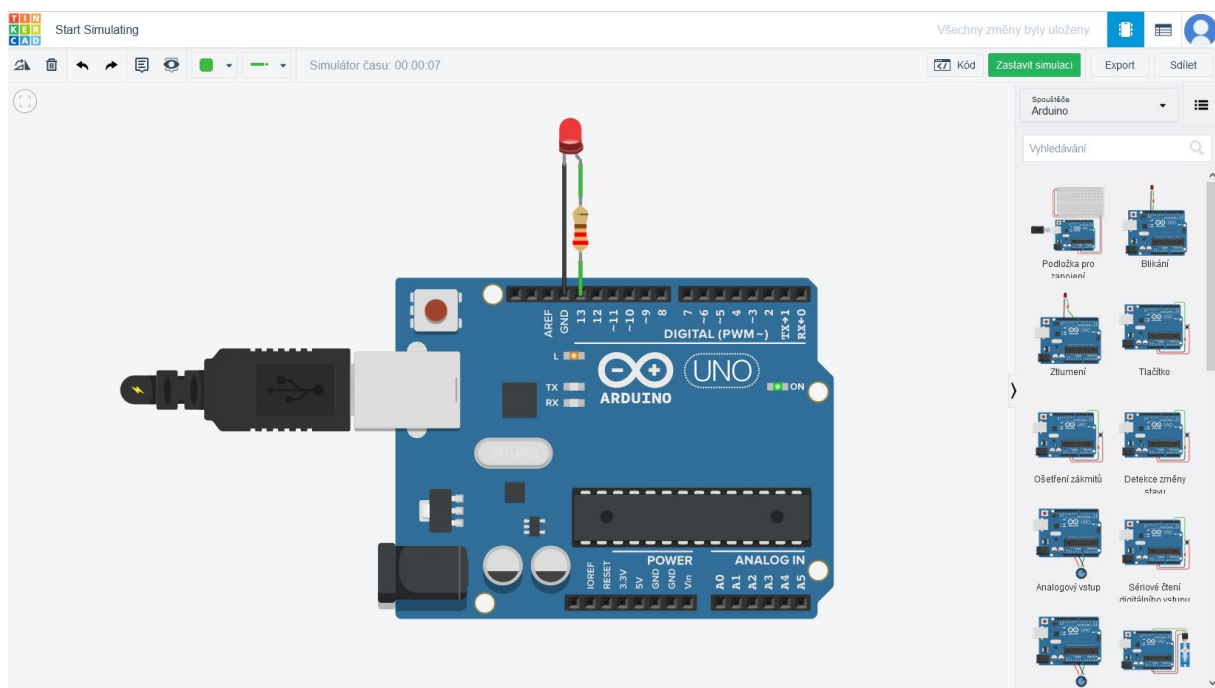 TIN
KER
CAD
Start Simulating
Všechny změny byly uloženy.
Simulátor času: 00:00:07
Kód
Zastavit simulaci
Export
Sdílet
Spouštěče
Arduino
Vyhledávání
Podložka pro
zapojení
Blikání
Ztlumení
Tlačítko
Ošetření zákmitů
Detekce změny
stavu
Analogový vstup
Sériové čtení
digitálního vstupu
AREF
GND
13
12
~11
~10
~9
8
7
~6
~5
4
~3
2
TX→1
RX←0
DIGITAL (PWM~)
L
TX
RX
ARDUINO
UNO
ON
POWER
ANALOG IN
IOREF
RESET
3.3V
5V
GND
GND
Vin
A0
A1
A2
A3
A4
A5